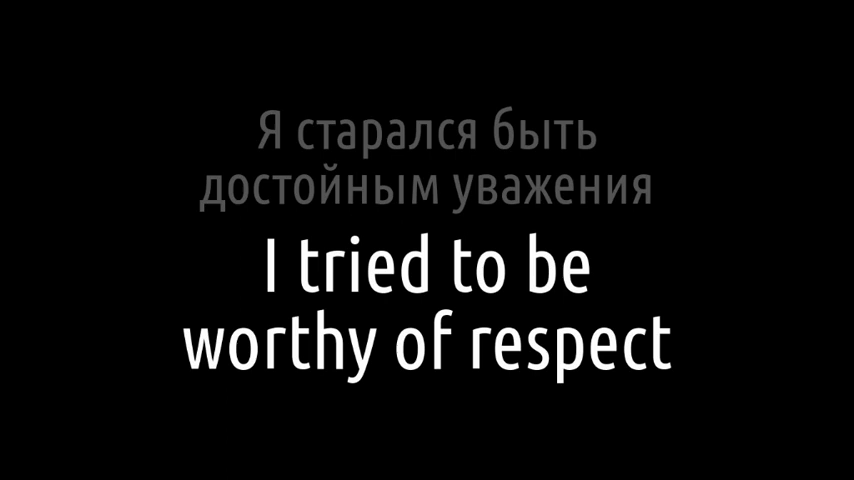 Я старался быть
достойным уважения
I tried to be
worthy of respect